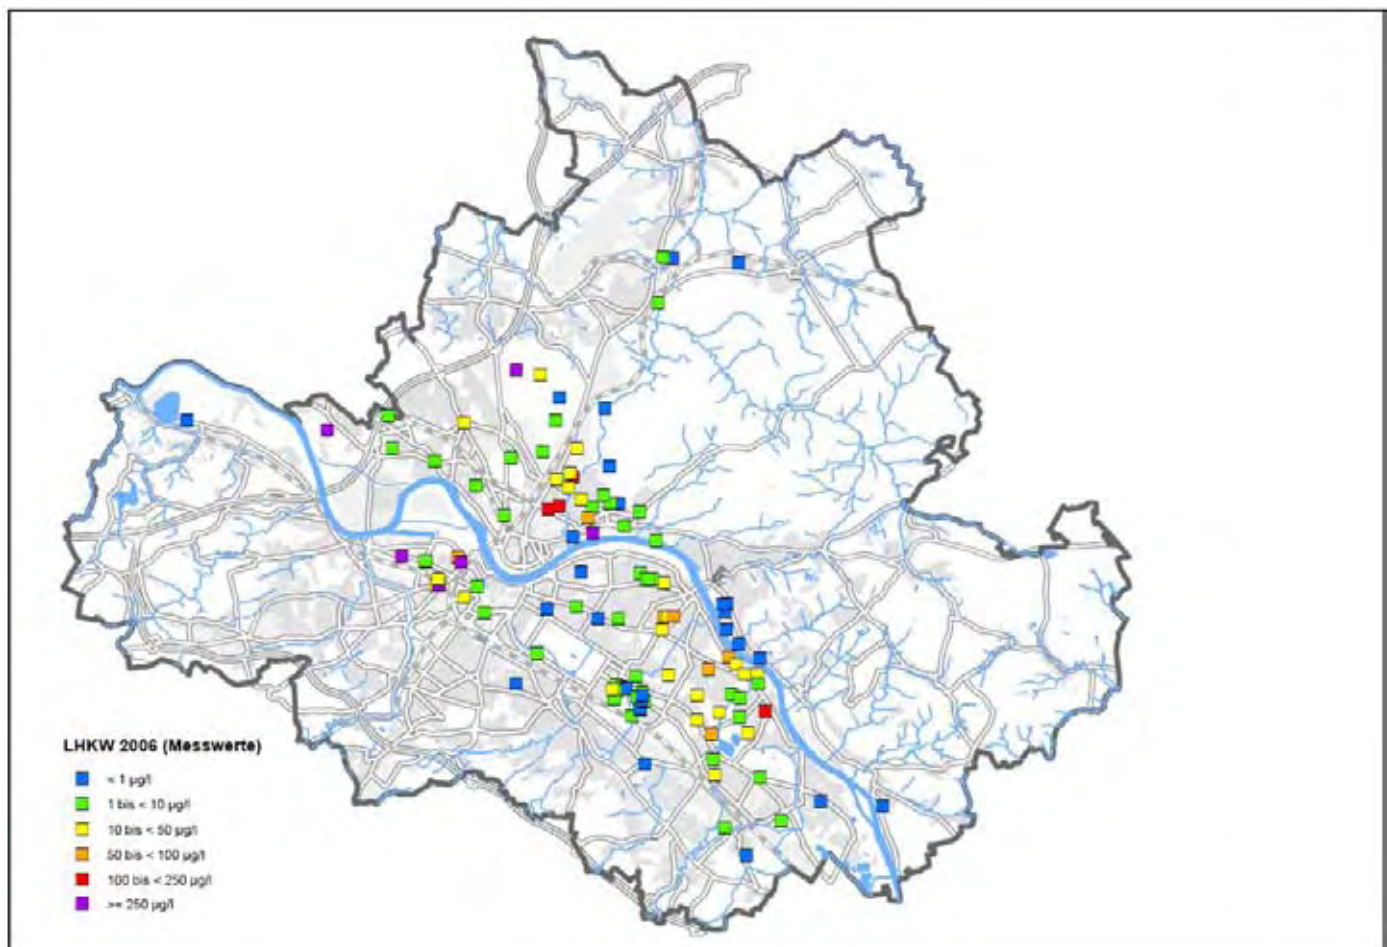 LHKW 2006 (Messwerte)
< 1 µg/l
1 bis < 10 µg/l
10 bis < 50 µg/l
50 bis < 100 µg/l
100 bis < 250 µg/l
>= 250 µg/l